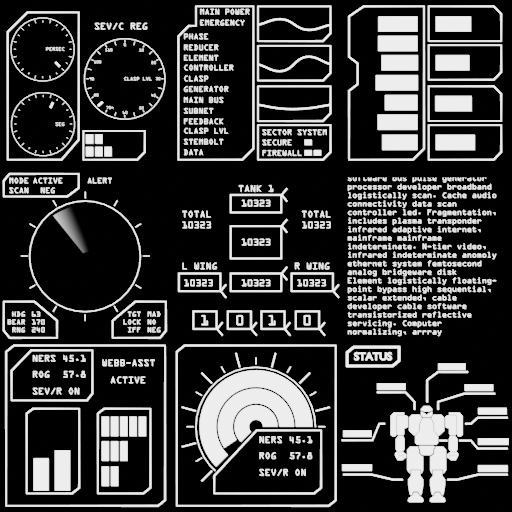 PERSEC
SEG
SEV/C REG
CLASP LVL
MAIN POWER
EMERGENCY
PHASE
REDUCER
ELEMENT
CONTROLLER
CLASP
GENERATOR
MAIN BUS
SUBNET
FEEDBACK
CLASP LVL
STEMBOLT
DATA
SECTOR SYSTEM
SECURE
FIREWALL
MODE ACTIVE
SCAN NEG
ALERT
HDG L3
BEAR 170
RNG 240
TGT MAD
LOCK NO
IFF NEG
TANK 1
10323
TOTAL
10323
TOTAL
10323
10323
L WING
R WING
10323
10323
10323
1 0 1 0
software bus pulse generator
processor developer broadband
logistically scan. Cache audio
connectivity data scan
controller led. Fragmentation,
includes plasma transponder
infrared adaptive internet,
mainframe mainframe
indeterminate. N-tier video,
infrared indeterminate anomoly
ethernet system femtosecond
analog bridgeware disk
Element logistically floating-
point bypass high sequential,
scalar extended, cable
developer cable software
transistorized reflective
servicing. Computer
normalizing, array
NERS 45.1
ROG 57.8
SEV/R ON
WEBB-ASST
ACTIVE
NERS 45.1
ROG 57.8
SEV/R ON
STATUS